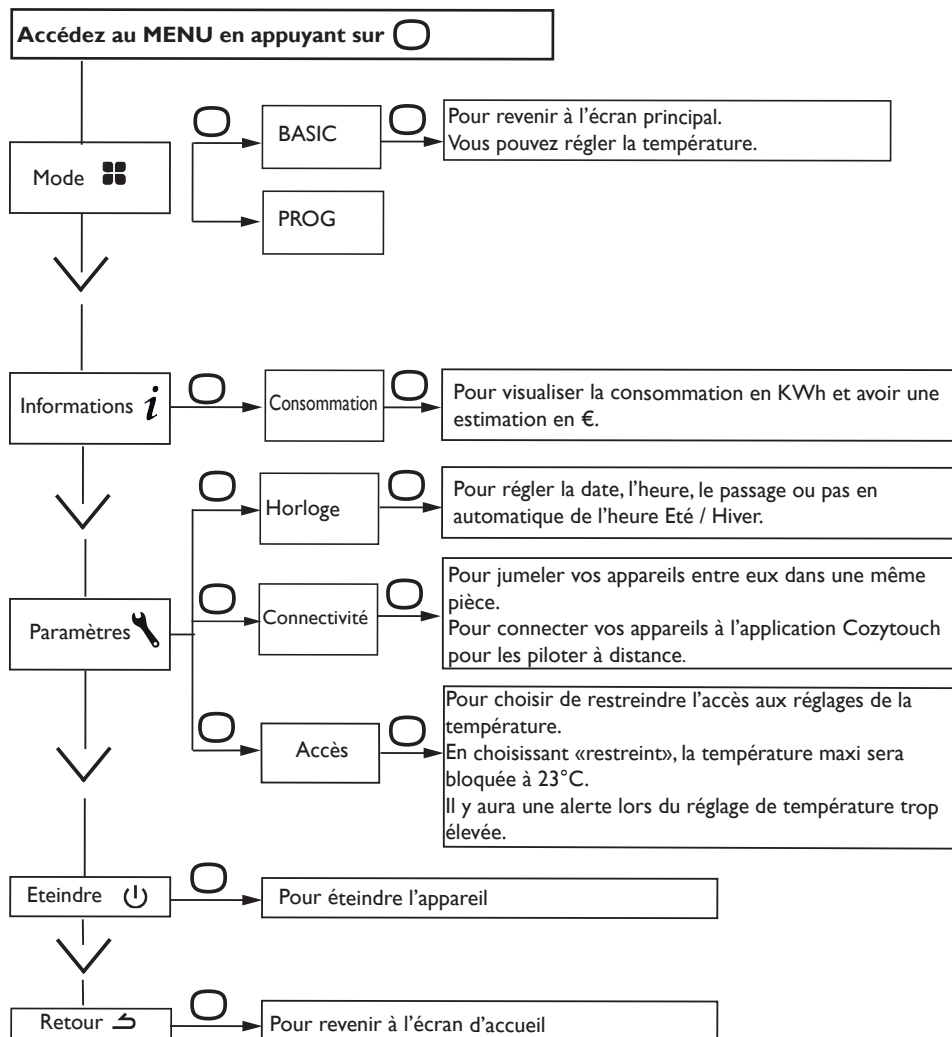 Accédez au MENU en appuyant sur
Mode
BASIC
Pour revenir à l'écran principal.
Vous pouvez régler la température.
PROG
Informations i
Consommation
Pour visualiser la consommation en KWh et avoir une
estimation en €.
Paramètres
Horloge
Pour régler la date, l'heure, le passage ou pas en
automatique de l'heure Eté / Hiver.
Connectivité
Pour jumeler vos appareils entre eux dans une même
pièce.
Pour connecter vos appareils à l'application Cozytouch
pour les piloter à distance.
Accès
Pour choisir de restreindre l'accès aux réglages de la
température.
En choisissant «restreint», la température maxi sera
bloquée à 23°C.
Il y aura une alerte lors du réglage de température trop
élevée.
Eteindre
Pour éteindre l'appareil
Retour
Pour revenir à l'écran d'accueil